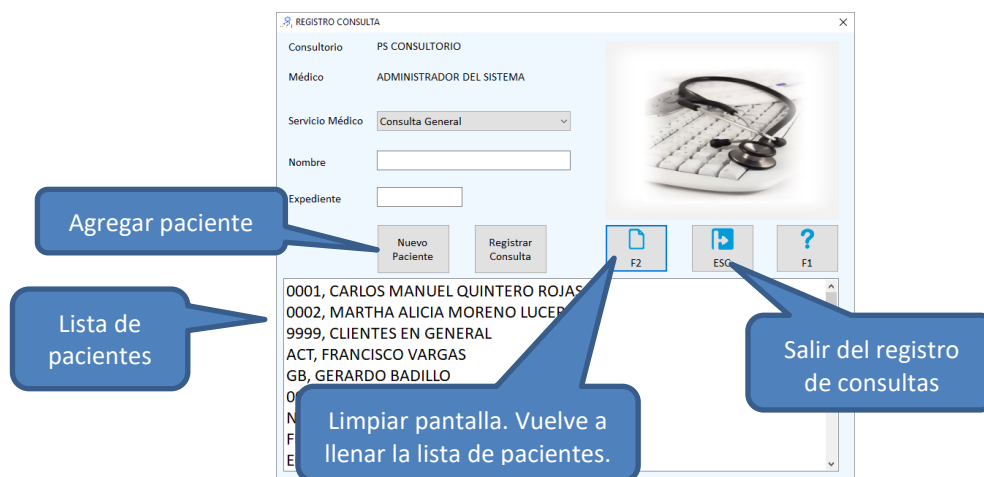 REGISTRO CONSULTA
Consultorio PS CONSULTORIO
Médico ADMINISTRADOR DEL SISTEMA
Servicio Médico Consulta General
Nombre
Expediente
Agregar paciente
Nuevo
Paciente
Registrar
Consulta
F2
ESC
F1
Lista de
pacientes
0001, CARLOS MANUEL QUINTERO ROJAS
0002, MARTHA ALICIA MORENO LUCE
9999, CLIENTES EN GENERAL
ACT, FRANCISCO VARGAS
GB, GERARDO BADILLO
Salir del registro
de consultas
Limpiar pantalla. Vuelve a
llenar la lista de pacientes.